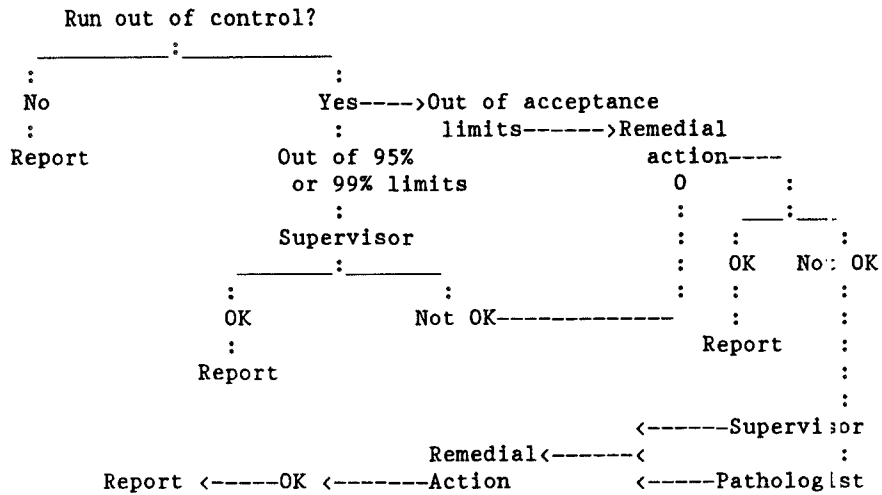 Run out of control?
No Yes---->Out of acceptance
limits------>Remedial
Report Out of 95% action----
or 99% limits O
Supervisor
OK Not OK
OK Not OK-------------
Report
Report
<------Supervisor
Remedial<------<
Report <-----OK <-------Action <-----Pathologist